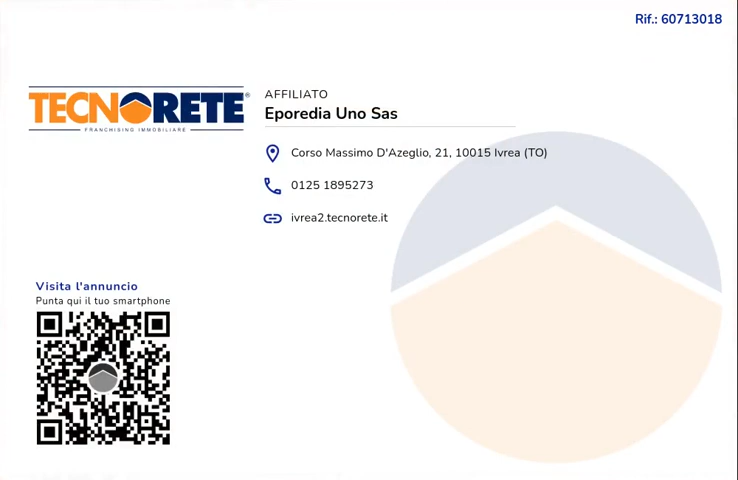 Rif.: 60713018
TECNORETE®
FRANCHISING IMMOBILIARE
AFFILIATO
Eporedia Uno Sas
Corso Massimo D'Azeglio, 21, 10015 Ivrea (TO)
0125 1895273
ivrea2.tecnorete.it
Visita l'annuncio
Punta qui il tuo smartphone